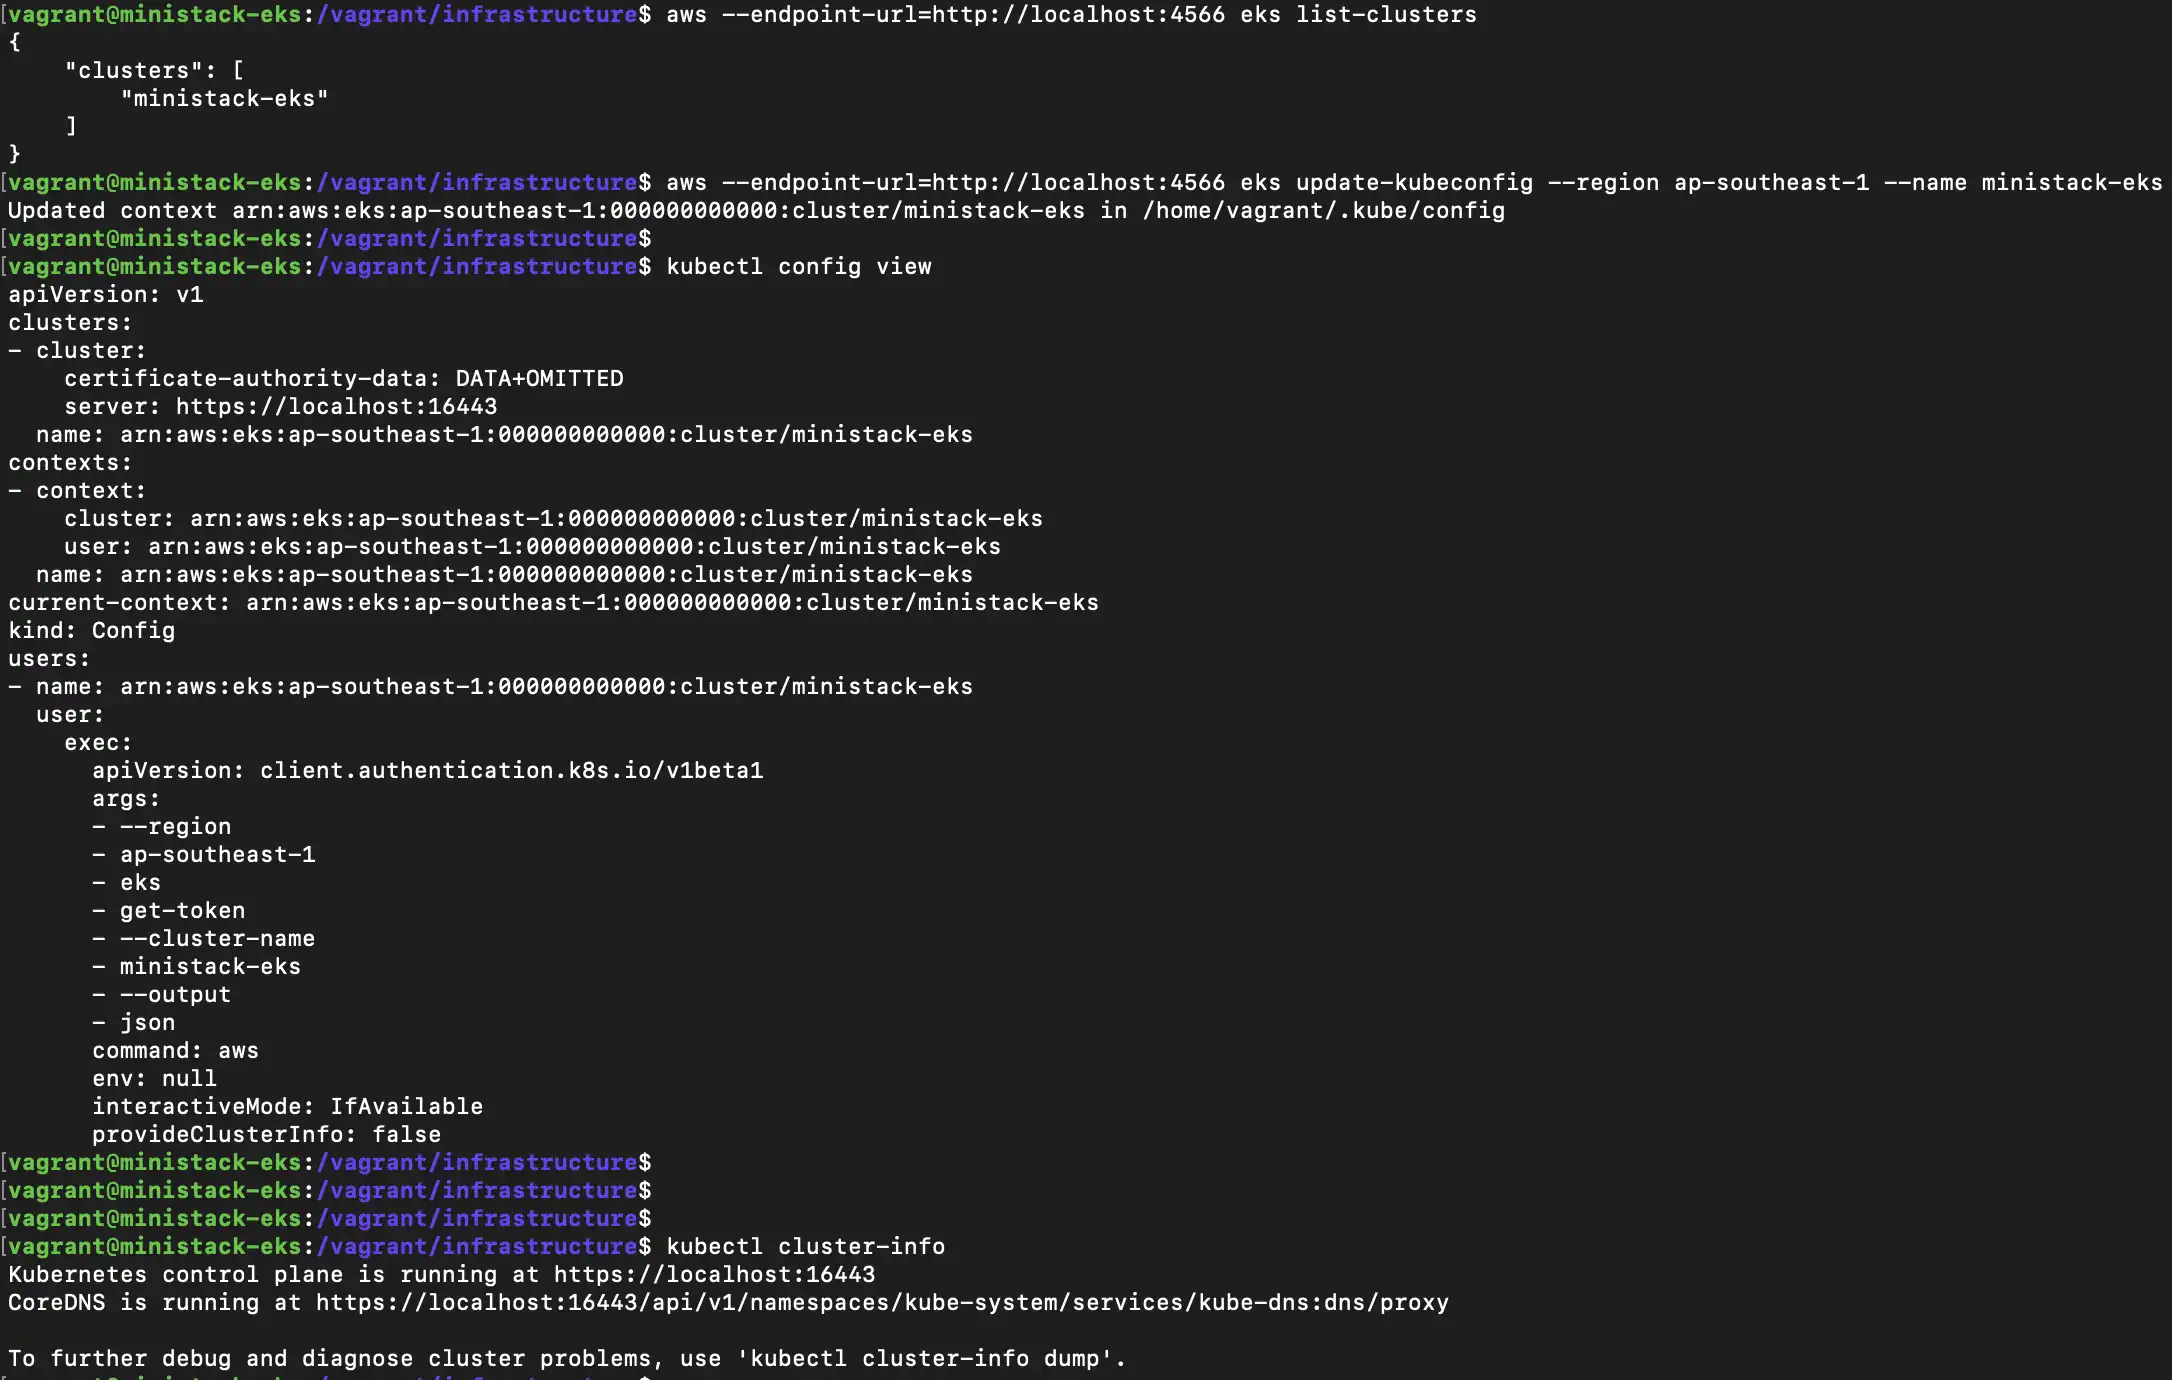 [vagrant@ministack-eks:/vagrant/infrastructure$ aws --endpoint-url=http://localhost:4566 eks list-clusters
{
    "clusters": [
        "ministack-eks"
    ]
}
[vagrant@ministack-eks:/vagrant/infrastructure$ aws --endpoint-url=http://localhost:4566 eks update-kubeconfig --region ap-southeast-1 --name ministack-eks
Updated context arn:aws:eks:ap-southeast-1:000000000000:cluster/ministack-eks in /home/vagrant/.kube/config
[vagrant@ministack-eks:/vagrant/infrastructure$
[vagrant@ministack-eks:/vagrant/infrastructure$ kubectl config view
apiVersion: v1
clusters:
- cluster:
    certificate-authority-data: DATA+OMITTED
    server: https://localhost:16443
  name: arn:aws:eks:ap-southeast-1:000000000000:cluster/ministack-eks
contexts:
- context:
    cluster: arn:aws:eks:ap-southeast-1:000000000000:cluster/ministack-eks
    user: arn:aws:eks:ap-southeast-1:000000000000:cluster/ministack-eks
  name: arn:aws:eks:ap-southeast-1:000000000000:cluster/ministack-eks
current-context: arn:aws:eks:ap-southeast-1:000000000000:cluster/ministack-eks
kind: Config
users:
- name: arn:aws:eks:ap-southeast-1:000000000000:cluster/ministack-eks
  user:
    exec:
      apiVersion: client.authentication.k8s.io/v1beta1
      args:
      - --region
      - ap-southeast-1
      - eks
      - get-token
      - --cluster-name
      - ministack-eks
      - --output
      - json
      command: aws
      env: null
      interactiveMode: IfAvailable
      provideClusterInfo: false
[vagrant@ministack-eks:/vagrant/infrastructure$
[vagrant@ministack-eks:/vagrant/infrastructure$
[vagrant@ministack-eks:/vagrant/infrastructure$
[vagrant@ministack-eks:/vagrant/infrastructure$ kubectl cluster-info
Kubernetes control plane is running at https://localhost:16443
CoreDNS is running at https://localhost:16443/api/v1/namespaces/kube-system/services/kube-dns:dns/proxy

To further debug and diagnose cluster problems, use 'kubectl cluster-info dump'.